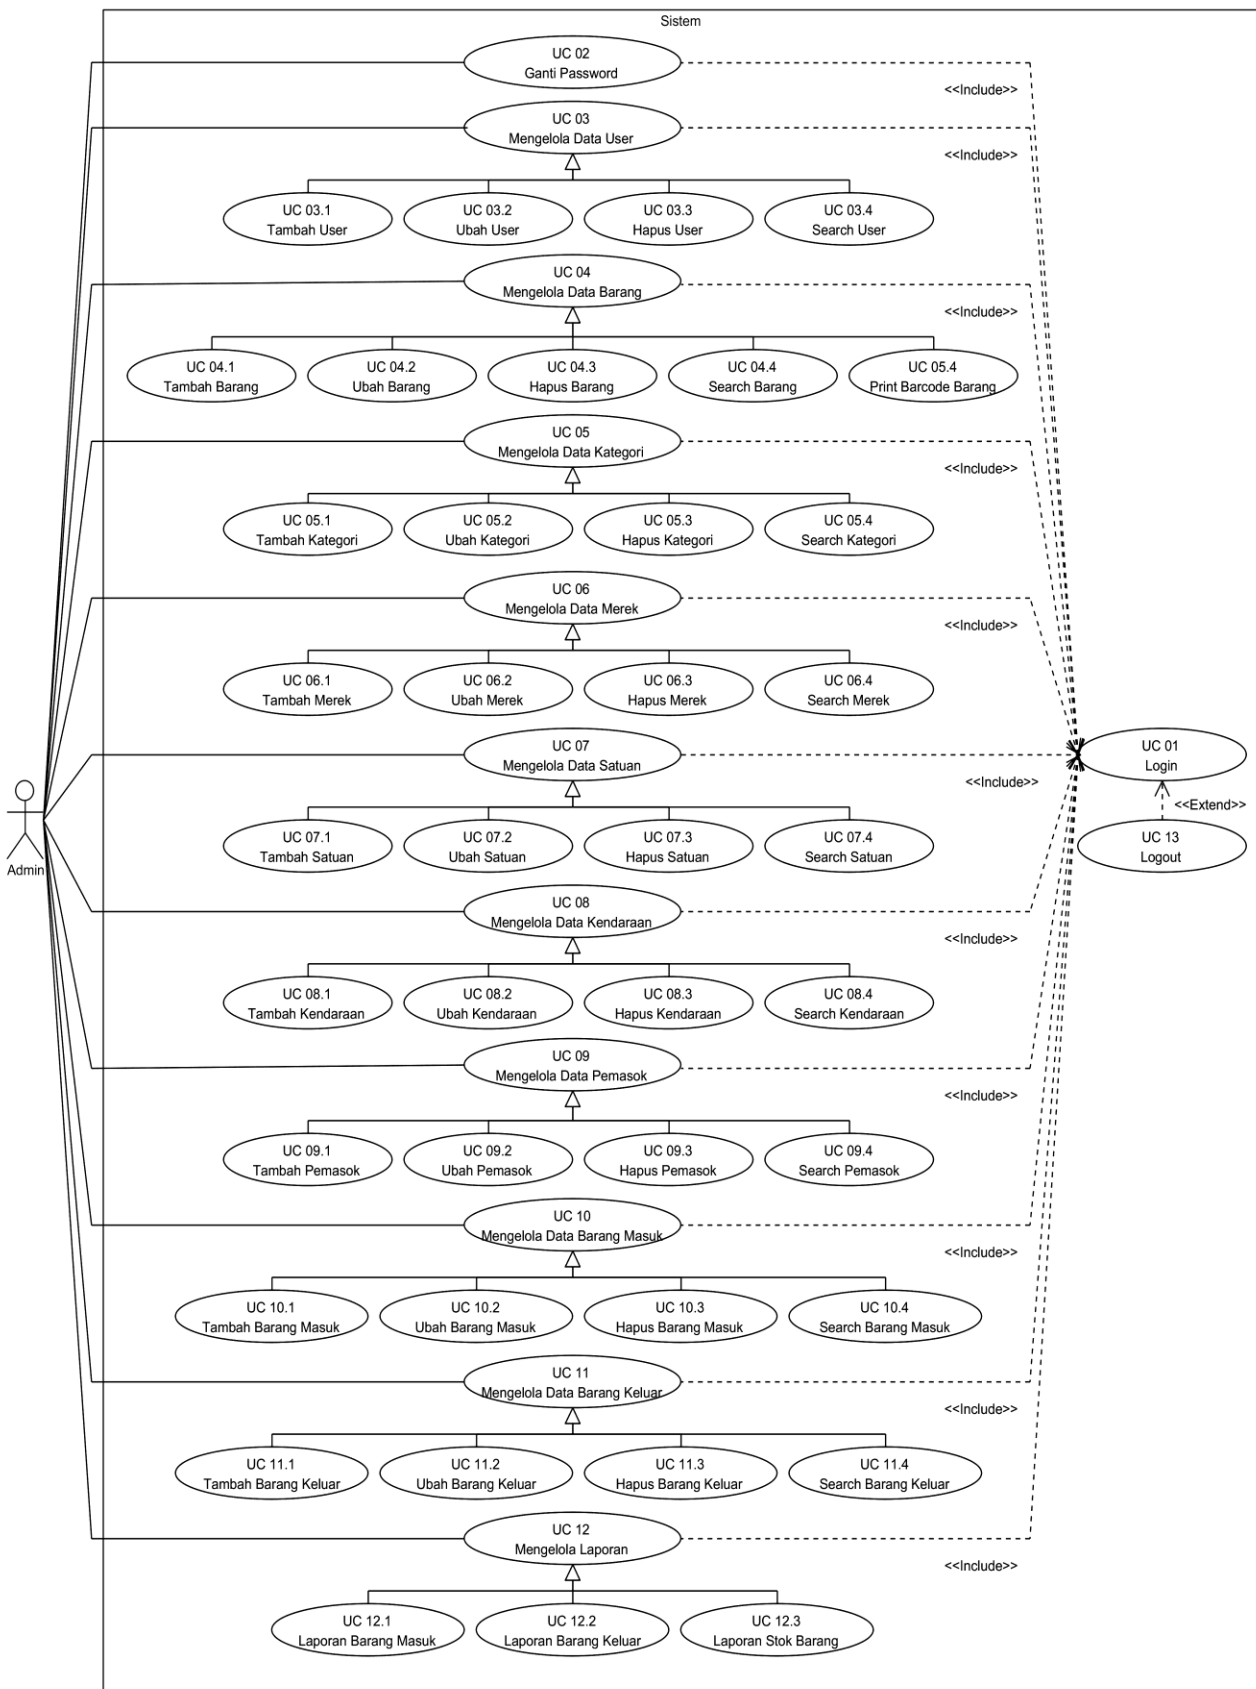 Sistem
UC 02
Ganti Password
<<Include>>
UC 03
Mengelola Data User
<<Include>>
UC 03.1
Tambah User
UC 03.2
Ubah User
UC 03.3
Hapus User
UC 03.4
Search User
UC 04
Mengelola Data Barang
<<Include>>
UC 04.1
Tambah Barang
UC 04.2
Ubah Barang
UC 04.3
Hapus Barang
UC 04.4
Search Barang
UC 05.4
Print Barcode Barang
UC 05
Mengelola Data Kategori
<<Include>>
UC 05.1
Tambah Kategori
UC 05.2
Ubah Kategori
UC 05.3
Hapus Kategori
UC 05.4
Search Kategori
UC 06
Mengelola Data Merek
<<Include>>
UC 06.1
Tambah Merek
UC 06.2
Ubah Merek
UC 06.3
Hapus Merek
UC 06.4
Search Merek
UC 07
Mengelola Data Satuan
<<Include>>
UC 01
Login
<<Extend>>
UC 13
Logout
Admin
UC 07.1
Tambah Satuan
UC 07.2
Ubah Satuan
UC 07.3
Hapus Satuan
UC 07.4
Search Satuan
UC 08
Mengelola Data Kendaraan
<<Include>>
UC 08.1
Tambah Kendaraan
UC 08.2
Ubah Kendaraan
UC 08.3
Hapus Kendaraan
UC 08.4
Search Kendaraan
UC 09
Mengelola Data Pemasok
<<Include>>
UC 09.1
Tambah Pemasok
UC 09.2
Ubah Pemasok
UC 09.3
Hapus Pemasok
UC 09.4
Search Pemasok
UC 10
Mengelola Data Barang Masuk
<<Include>>
UC 10.1
Tambah Barang Masuk
UC 10.2
Ubah Barang Masuk
UC 10.3
Hapus Barang Masuk
UC 10.4
Search Barang Masuk
UC 11
Mengelola Data Barang Keluar
<<Include>>
UC 11.1
Tambah Barang Keluar
UC 11.2
Ubah Barang Keluar
UC 11.3
Hapus Barang Keluar
UC 11.4
Search Barang Keluar
UC 12
Mengelola Laporan
<<Include>>
UC 12.1
Laporan Barang Masuk
UC 12.2
Laporan Barang Keluar
UC 12.3
Laporan Stok Barang